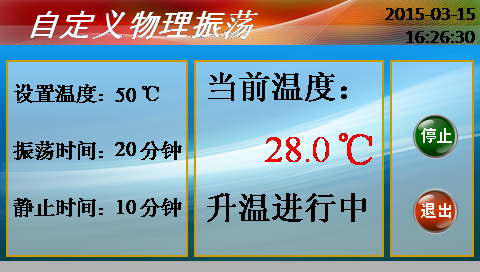 自定义物理振荡
2015-03-15
16:26:30
设置温度：50℃
振荡时间：20分钟
静止时间：10分钟
当前温度：
28.0℃
升温进行中
停止
退出